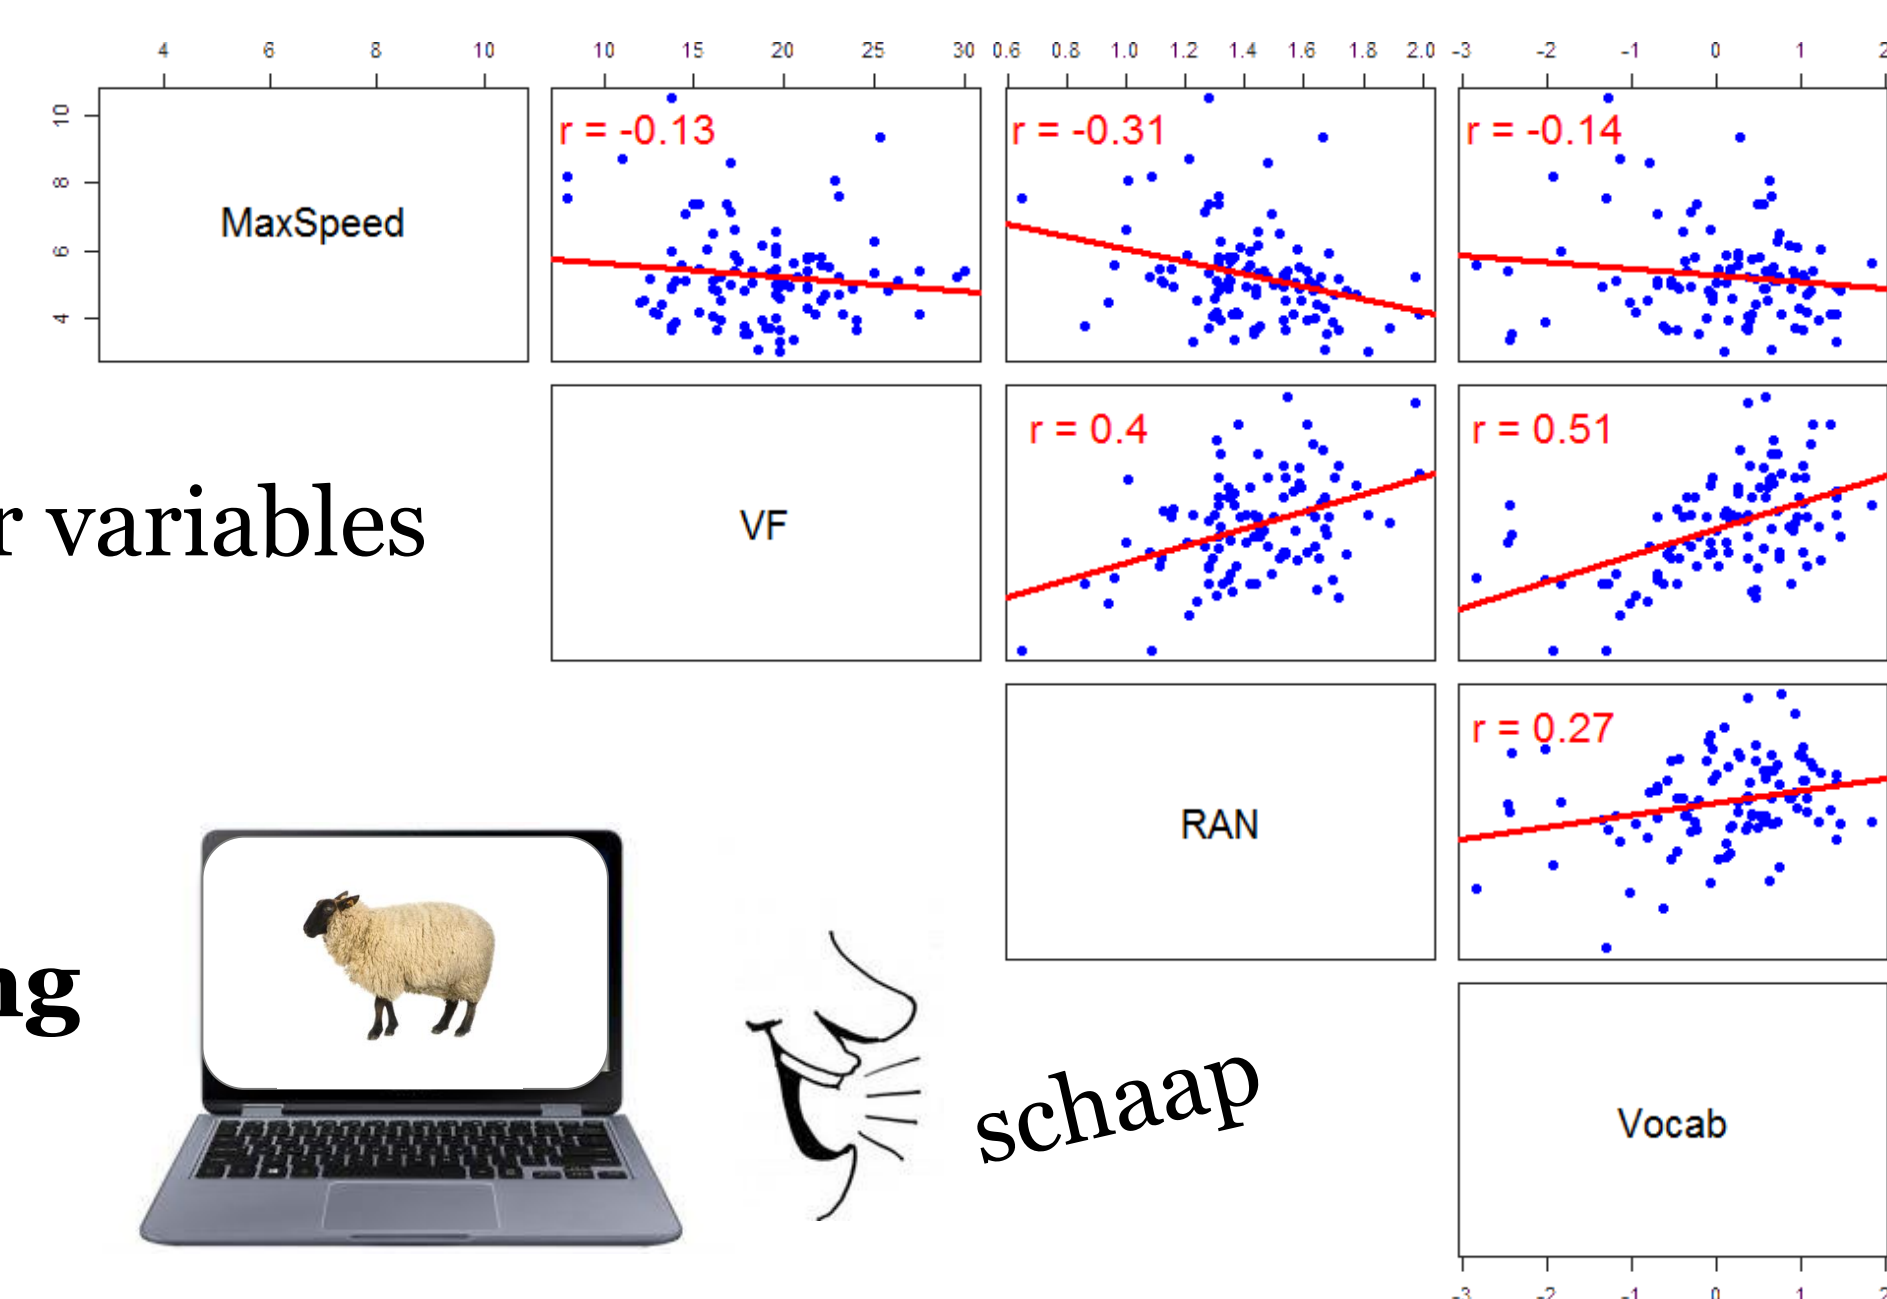 4 6 8 10 10 15 20 25 30 0.6 0.8 1.0 1.2 1.4 1.6 1.8 2.0 -3 -2 -1 0 1 2
10
8
6
4
MaxSpeed
r = -0.13
r = -0.31
r = -0.14
r variables
VF
r = 0.4
r = 0.51
RAN
r = 0.27
ng
schaap
Vocab
-3 -2 -1 0 1 2